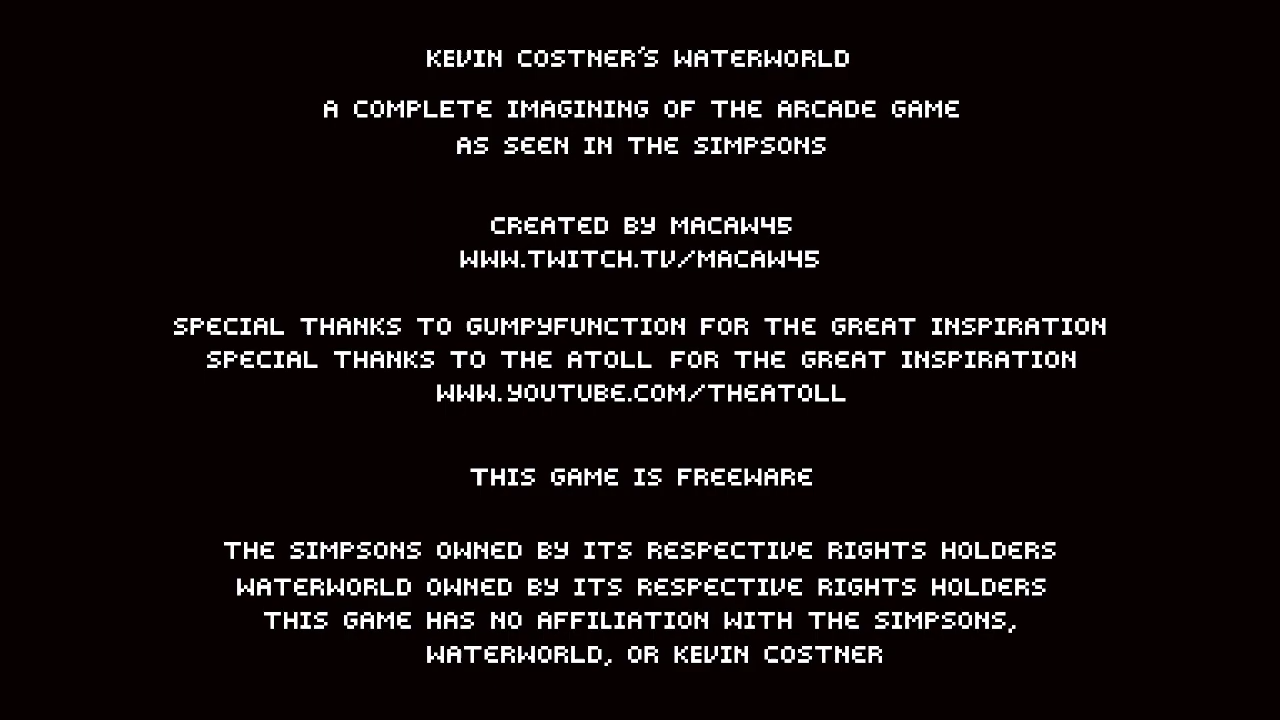 KEVIN COSTNER'S WATERWORLD
A COMPLETE IMAGINING OF THE ARCADE GAME
AS SEEN IN THE SIMPSONS
CREATED BY MACAW45
WWW.TWITCH.TV/MACAW45
SPECIAL THANKS TO GUMPYFUNCTION FOR THE GREAT INSPIRATION
SPECIAL THANKS TO THE ATOLL FOR THE GREAT INSPIRATION
WWW.YOUTUBE.COM/THEATOLL
THIS GAME IS FREEWARE
THE SIMPSONS OWNED BY ITS RESPECTIVE RIGHTS HOLDERS
WATERWORLD OWNED BY ITS RESPECTIVE RIGHTS HOLDERS
THIS GAME HAS NO AFFILIATION WITH THE SIMPSONS,
WATERWORLD, OR KEVIN COSTNER